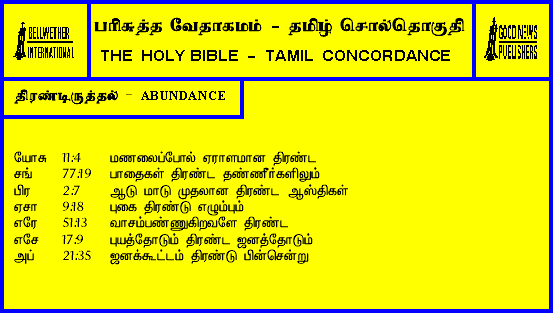 BELLWETHER
INTERNATIONAL
பரிசுத்த வேதாகமம் - தமிழ் சொல்தொகுதி
THE HOLY BIBLE - TAMIL CONCORDANCE
GOOD NEWS
PUBLISHERS
திரண்டிருத்தல் - ABUNDANCE
யோசு 11:4 மணலைப்போல் ஏராளமான திரண்ட
சங் 77:19 பாதைகள் திரண்ட தண்ணீர்களிலும்
பிர 2:7 ஆடு மாடு முதலான திரண்ட ஆஸ்திகள்
ஏசா 9:18 புகை திரண்டு எழும்பும்
எரே 51:13 வாசம்பண்ணுகிறவளே திரண்ட
எசே 17:9 புயத்தோடும் திரண்ட ஜனத்தோடும்
அப் 21:35 ஜனக்கூட்டம் திரண்டு பின்சென்று